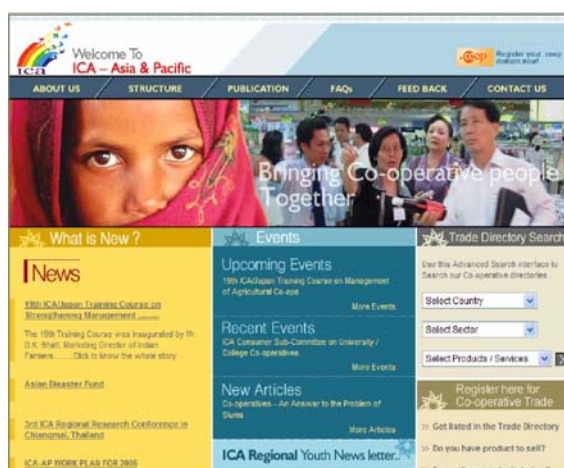 ica
Welcome To
ICA – Asia & Pacific
co-op
Register your .coop
domain now!
ABOUT US
STRUCTURE
PUBLICATION
FAQs
FEED BACK
CONTACT US
Bringing Co-operative people
Together
What is New ?
News
19th ICA/Japan Training Course on
Strengthening Management ........
The 19th Training Course was inaugurated by Mr.
D.K. Bhatt, Marketing Director of Indian
Farmers ........Click to know the whole story
Asian Disaster Fund
3rd ICA Regional Research Conference in
Chiangmai, Thailand
ICA-AP WORK PLAN FOR 2005
Events
Upcoming Events
19th ICA/Japan Training Course on Management
of Agricultural Co-ops
More Events
Recent Events
ICA Consumer Sub-Committee on University /
College Co-operatives
More Events
New Articles
Co-operatives - An Answer to the Problem of
Slums
More Articles
ICA Regional Youth News letter..
Trade Directory Search
Use this Advanced Search interface to
Search our Co-operative directories
Select Country
Select Sector
Select Products / Services
Register here for
Co-operative Trade
>> Get listed in the Trade Directory
>> Do you have product to sell?